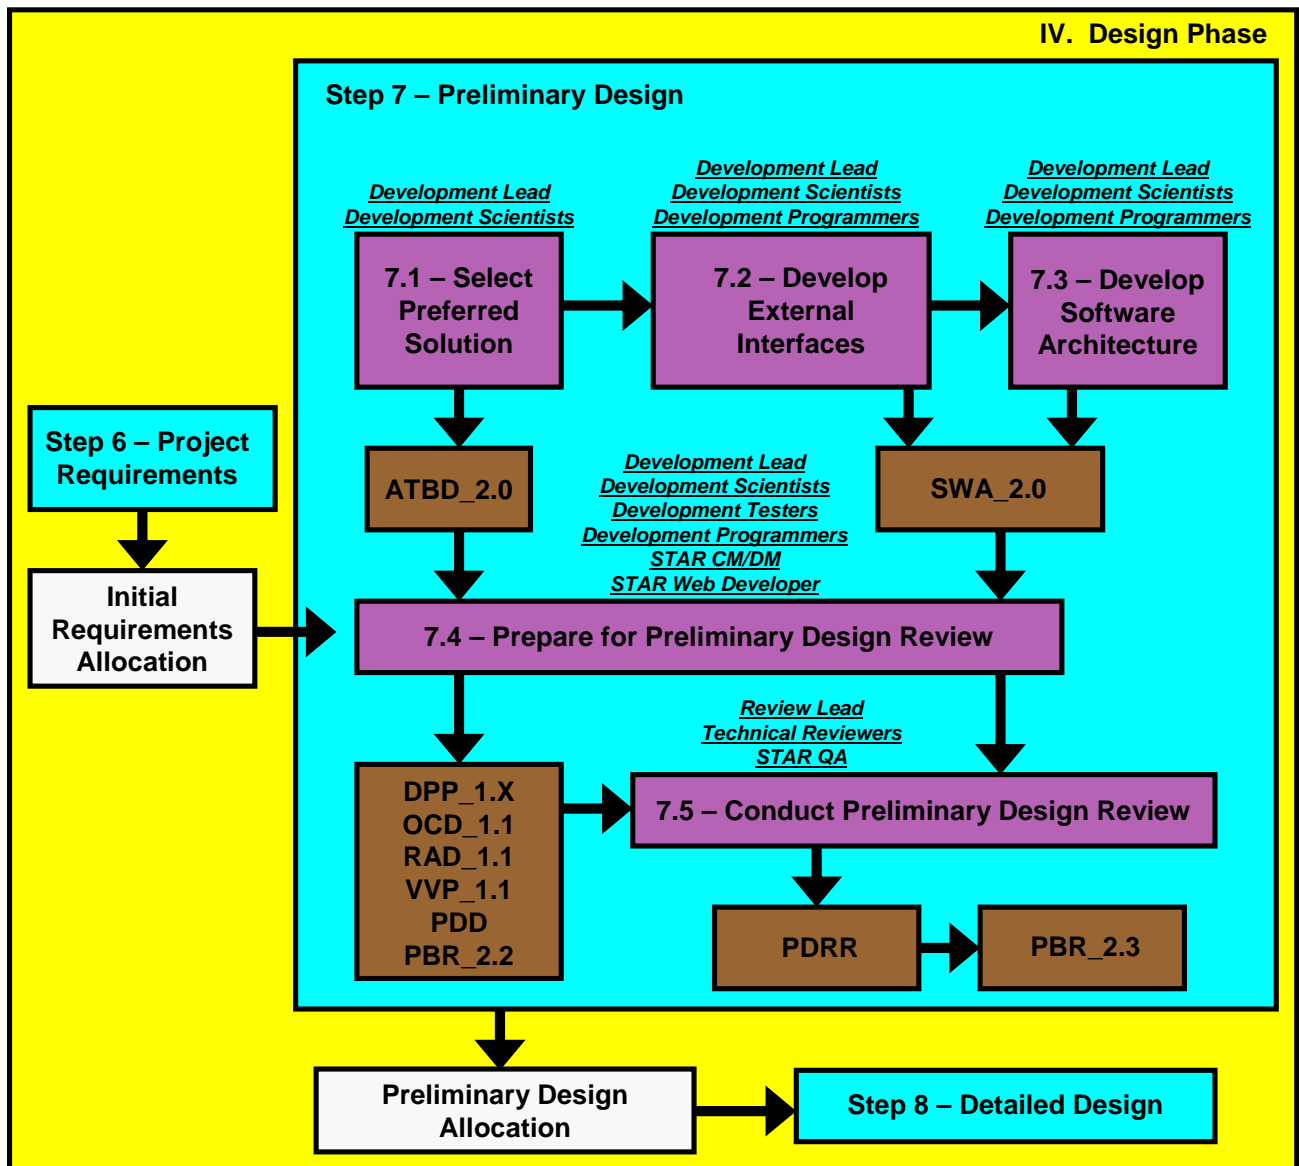 IV. Design Phase
Step 7 – Preliminary Design
Development Lead
Development Scientists
Development Lead
Development Scientists
Development Programmers
Development Lead
Development Scientists
Development Programmers
7.1 – Select
Preferred
Solution
7.2 – Develop
External
Interfaces
7.3 – Develop
Software
Architecture
Step 6 – Project
Requirements
ATBD_2.0
Development Lead
Development Scientists
Development Testers
Development Programmers
STAR CM/DM
STAR Web Developer
SWA_2.0
Initial
Requirements
Allocation
7.4 – Prepare for Preliminary Design Review
Review Lead
Technical Reviewers
STAR QA
DPP_1.X
OCD_1.1
RAD_1.1
VVP_1.1
PDD
PBR_2.2
7.5 – Conduct Preliminary Design Review
PDRR
PBR_2.3
Preliminary Design
Allocation
Step 8 – Detailed Design